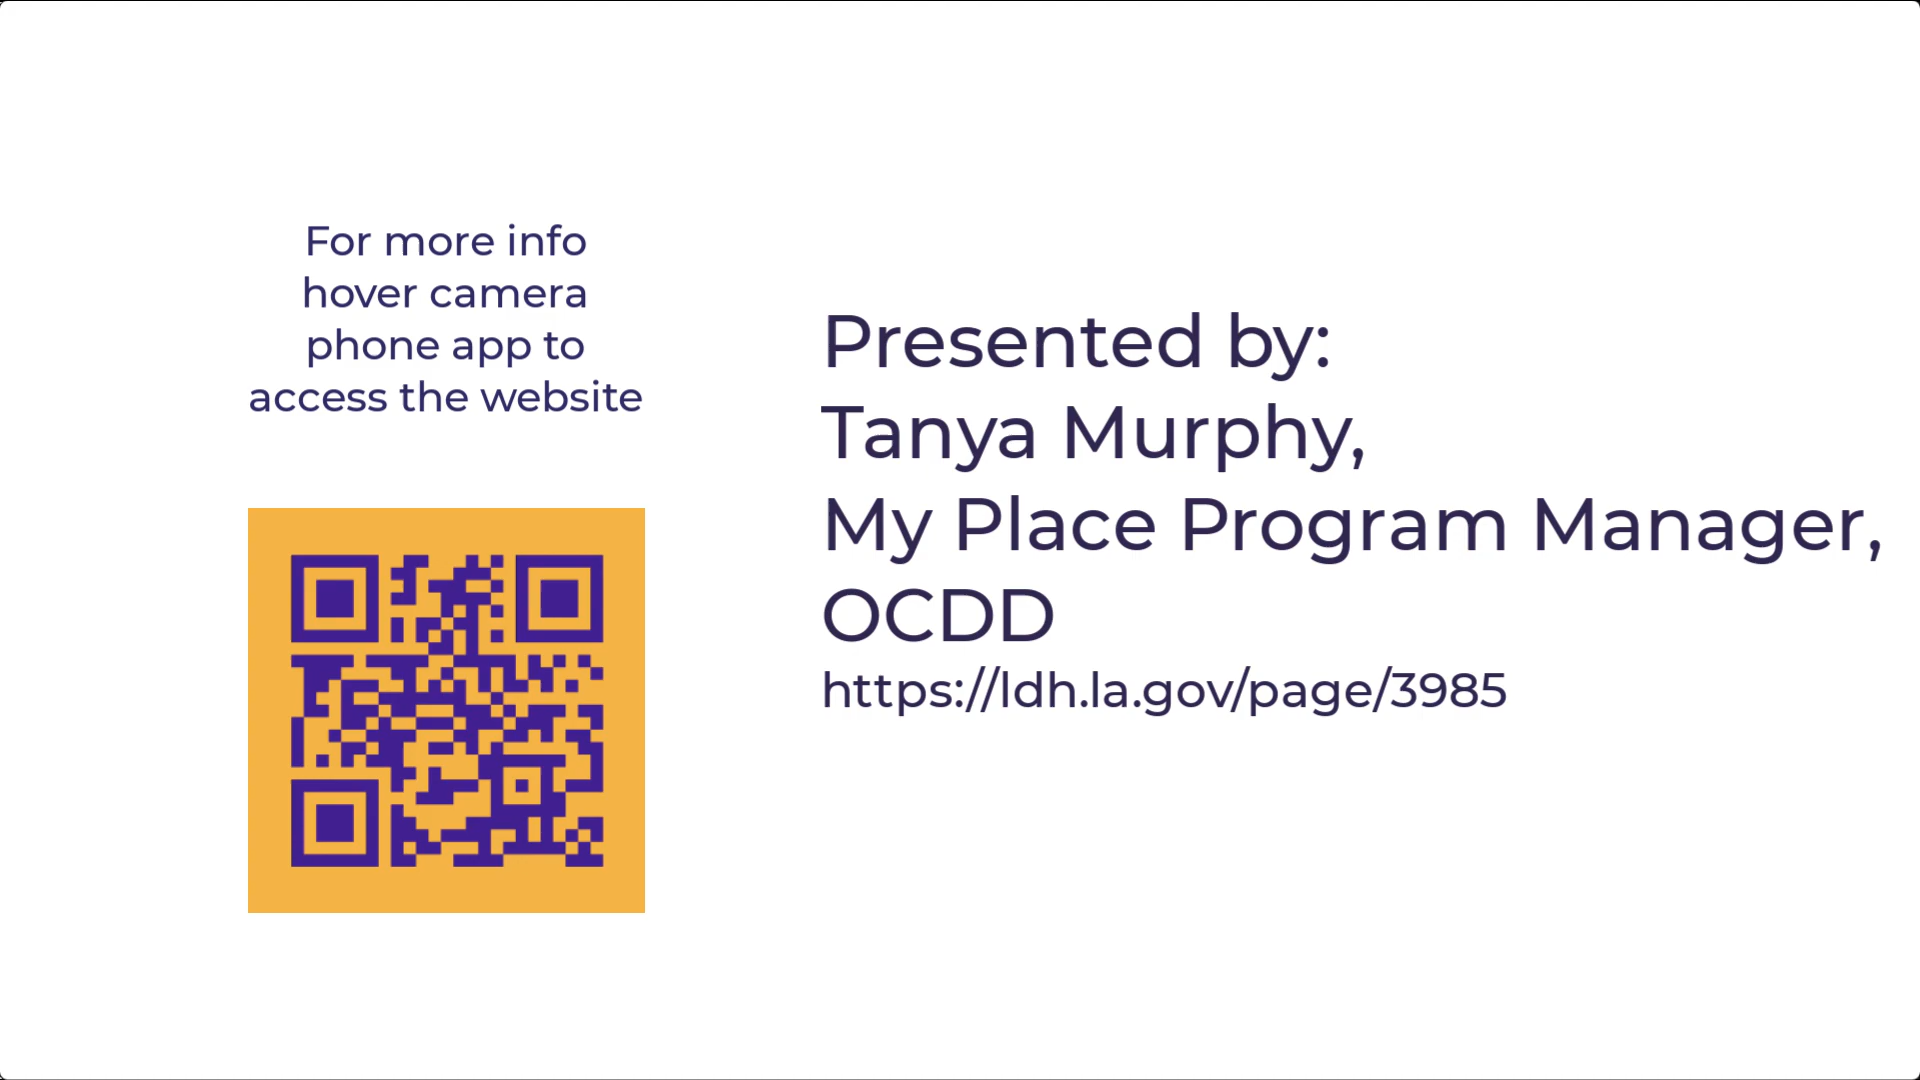 For more info
hover camera
phone app to
access the website
Presented by:
Tanya Murphy,
My Place Program Manager,
OCDD
https://ldh.la.gov/page/3985